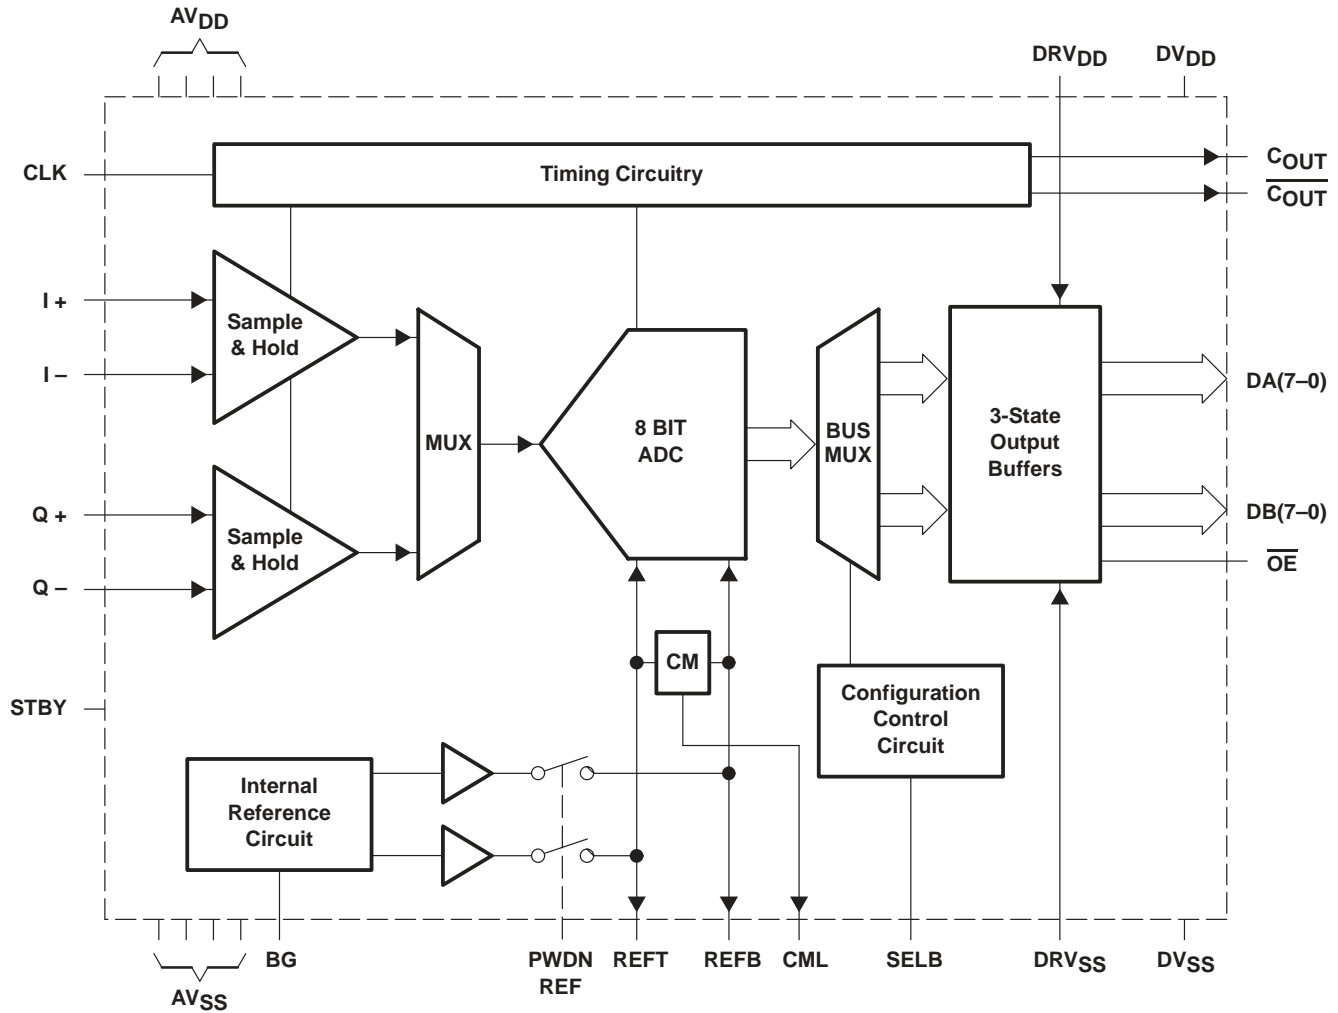 AVDD
DRVDD
DVDD
CLK
Timing Circuitry
COUT
C̅O̅U̅T̅
I +
Sample
& Hold
I –
MUX
8 BIT
ADC
BUS
MUX
3-State
Output
Buffers
DA(7–0)
DB(7–0)
O̅E̅
Q +
Sample
& Hold
Q –
CM
STBY
Configuration
Control
Circuit
Internal
Reference
Circuit
BG
PWDN
REF
REFT
REFB
CML
SELB
DRVSS
DVSS
AVSS